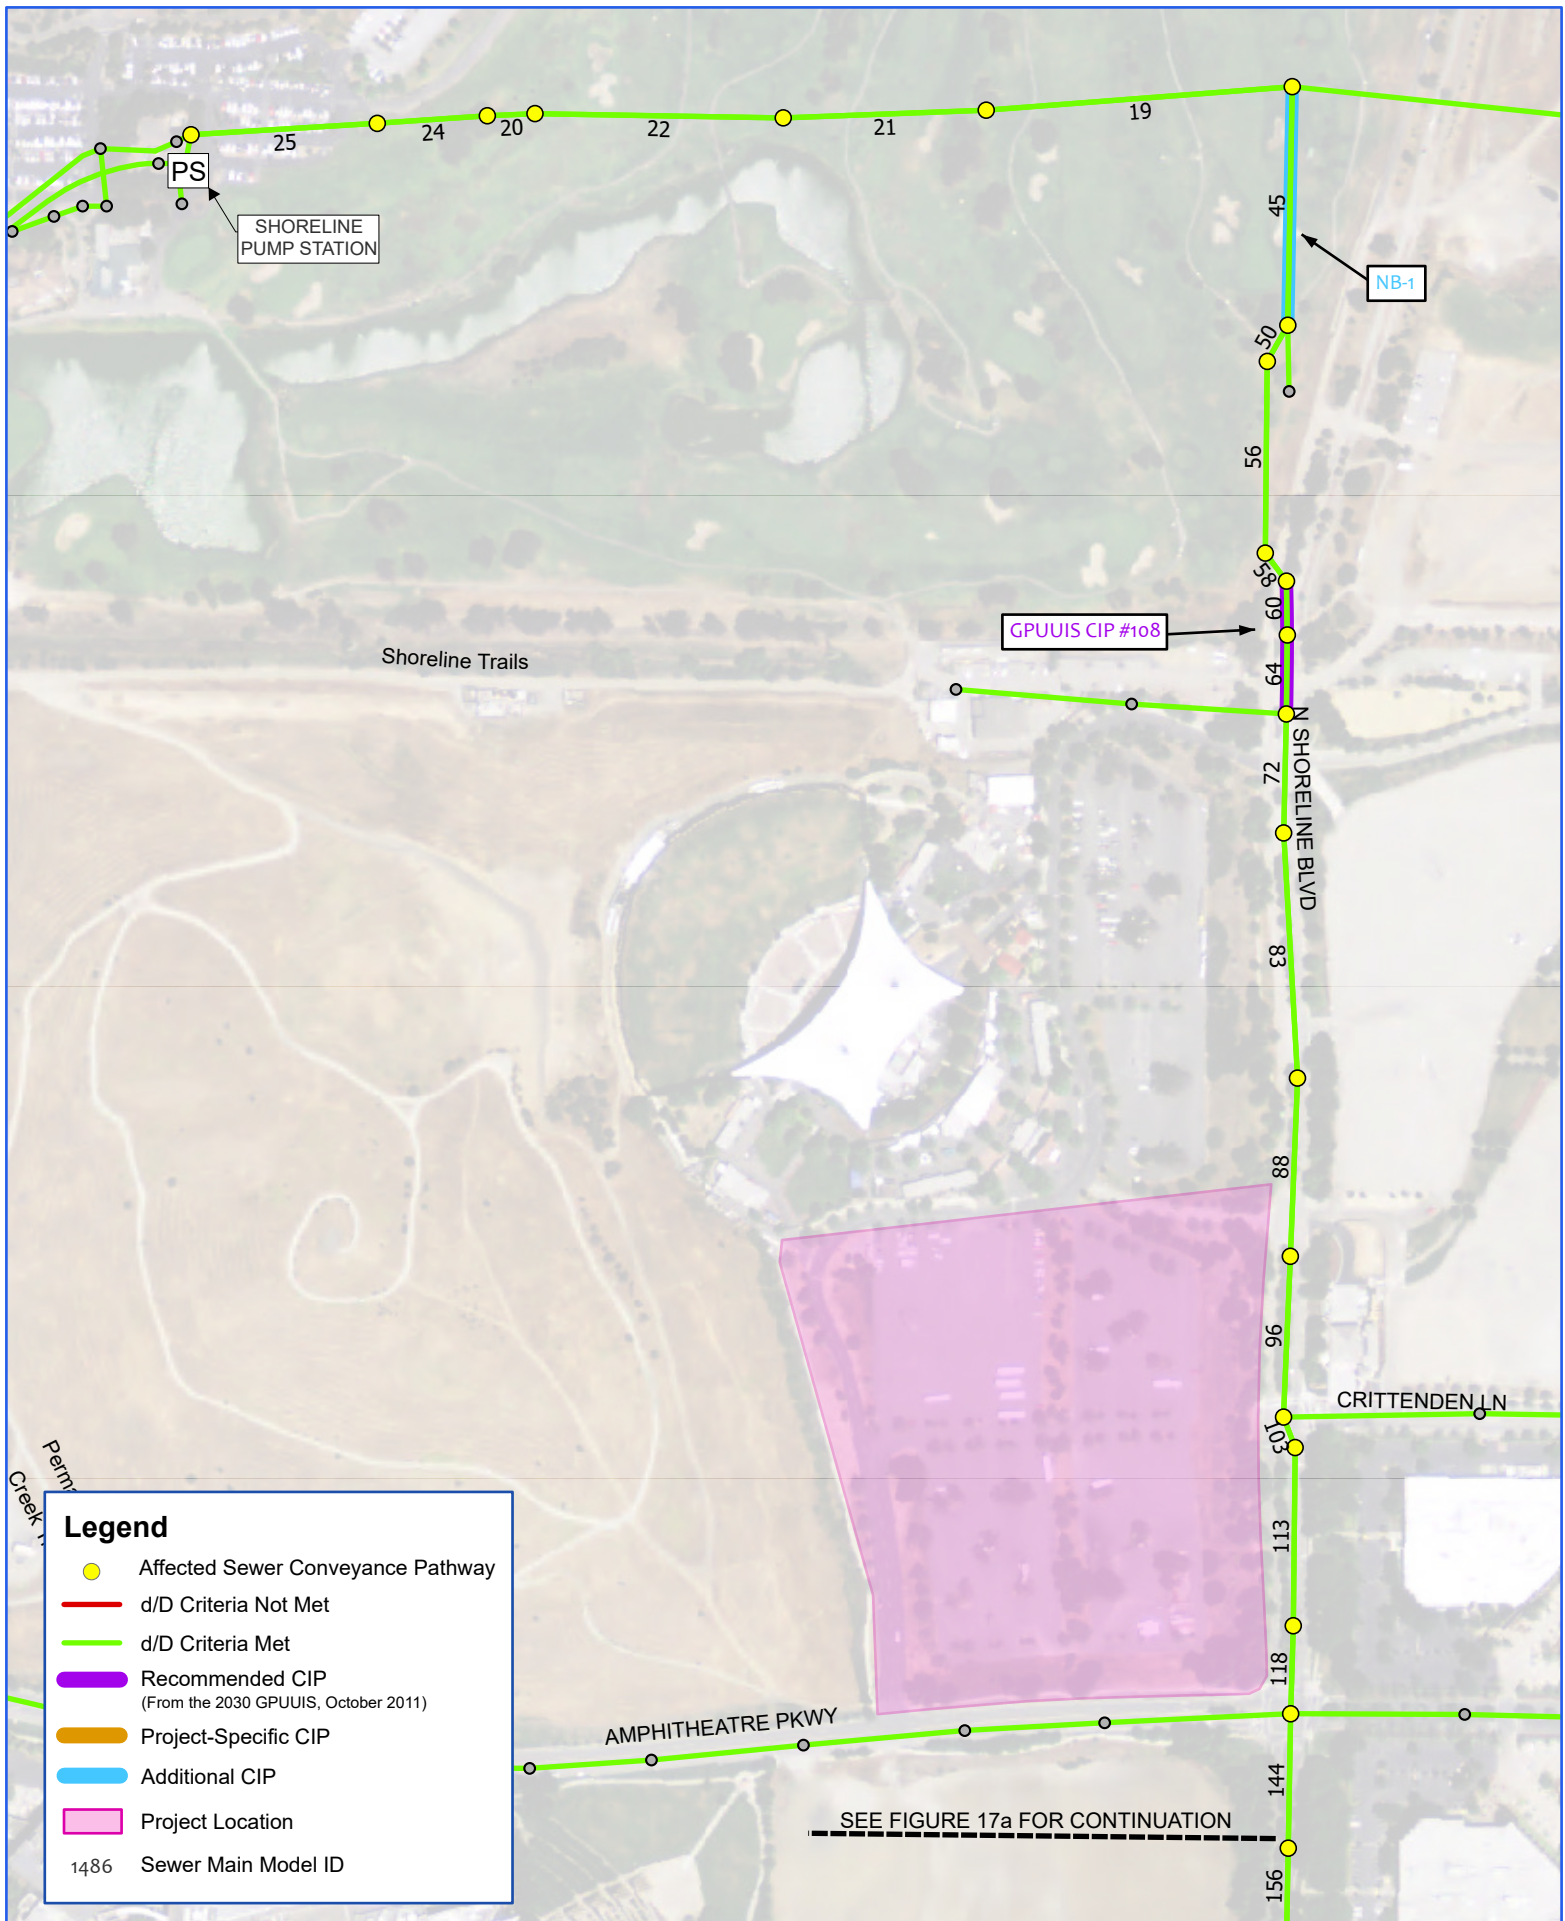 25
24
20
22
21
19
PS
SHORELINE
PUMP STATION
45
NB-1
50
56
58
60
GPUUIS CIP #108
64
Shoreline Trails
N SHORELINE BLVD
72
83
88
96
CRITTENDEN LN
103
113
118
AMPHITHEATRE PKWY
144
SEE FIGURE 17a FOR CONTINUATION
156
Creek
Legend
Affected Sewer Conveyance Pathway
d/D Criteria Not Met
d/D Criteria Met
Recommended CIP
(From the 2030 GPUUIS, October 2011)
Project-Specific CIP
Additional CIP
Project Location
1486 Sewer Main Model ID